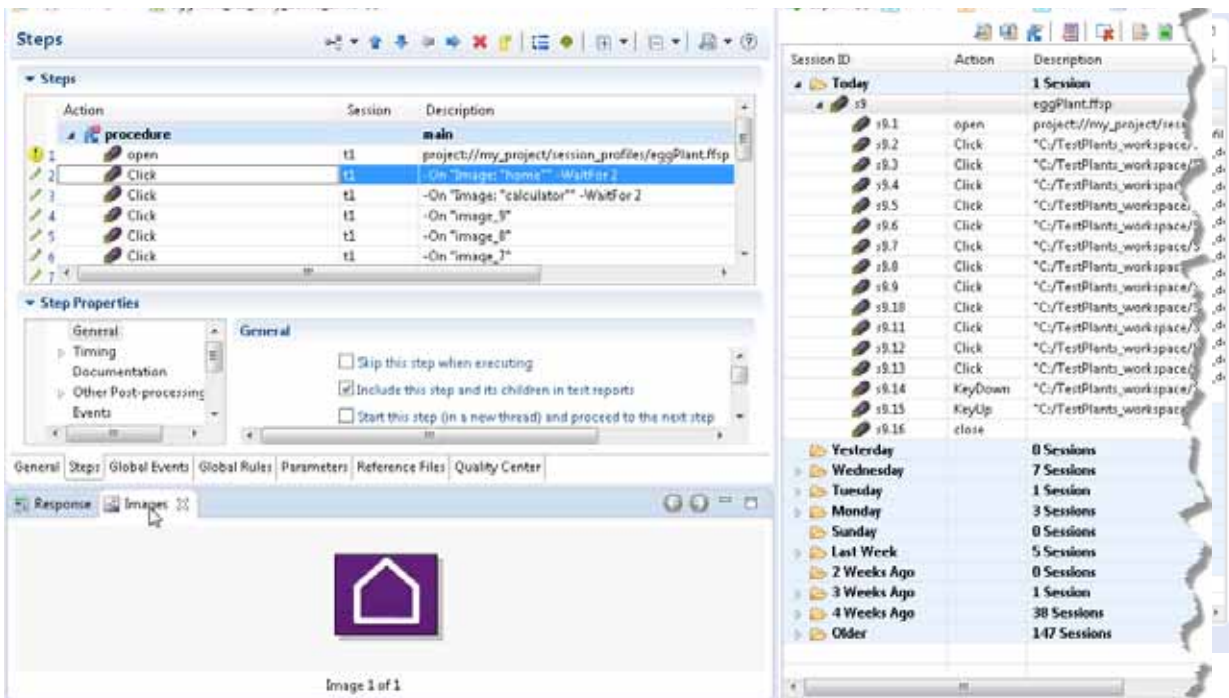 Steps
Steps
Action Session Description
procedure main
1 open t1 project://my_project/session_profiles/eggPlant.ffsp
2 Click t1 -On "Image: "home"" -WaitFor 2
3 Click t1 -On "Image: "calculator"" -WaitFor 2
4 Click t1 -On "image_9"
5 Click t1 -On "image_8"
6 Click t1 -On "image_7"
7
Step Properties
General
Timing
Documentation
Other Post-processing
Events
General
Skip this step when executing
Include this step and its children in test reports
Start this step (in a new thread) and proceed to the next step
General Steps Global Events Global Rules Parameters Reference Files Quality Center
Response Images
Image 1 of 1
Session ID Action Description
Today 1 Session
s9 eggPlant.ffsp
s9.1 open project://my_project/sess
s9.2 Click "C:/TestPlants_workspace/
s9.3 Click "C:/TestPlants_workspace/
s9.4 Click "C:/TestPlants_workspac
s9.5 Click "C:/TestPlants_workspace/
s9.6 Click "C:/TestPlants_workspace/
s9.7 Click "C:/TestPlants_workspace/
s9.8 Click "C:/TestPlants_workspac
s9.9 Click "C:/TestPlants_workspace/
s9.10 Click "C:/TestPlants_workspace/
s9.11 Click "C:/TestPlants_workspace/
s9.12 Click "C:/TestPlants_workspace/
s9.13 Click "C:/TestPlants_workspace/
s9.14 KeyDown "C:/TestPlants_workspace/
s9.15 KeyUp "C:/TestPlants_workspace
s9.16 close
Yesterday 0 Sessions
Wednesday 7 Sessions
Tuesday 1 Session
Monday 3 Sessions
Sunday 0 Sessions
Last Week 5 Sessions
2 Weeks Ago 0 Sessions
3 Weeks Ago 1 Session
4 Weeks Ago 38 Sessions
Older 147 Sessions